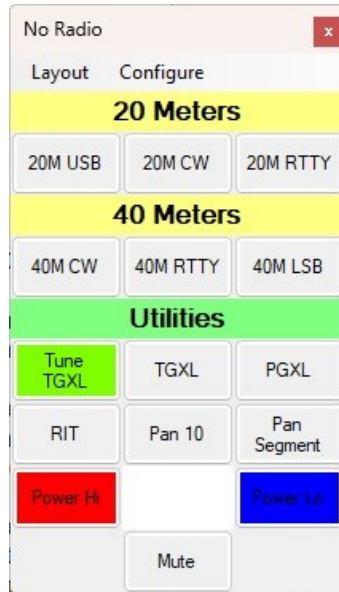 No Radio x
Layout Configure
20 Meters
20M USB 20M CW 20M RTTY
40 Meters
40M CW 40M RTTY 40M LSB
Utilities
Tune
TGXL
TGXL PGXL
RIT Pan 10 Pan
Segment
Power Hi Power Lo
Mute